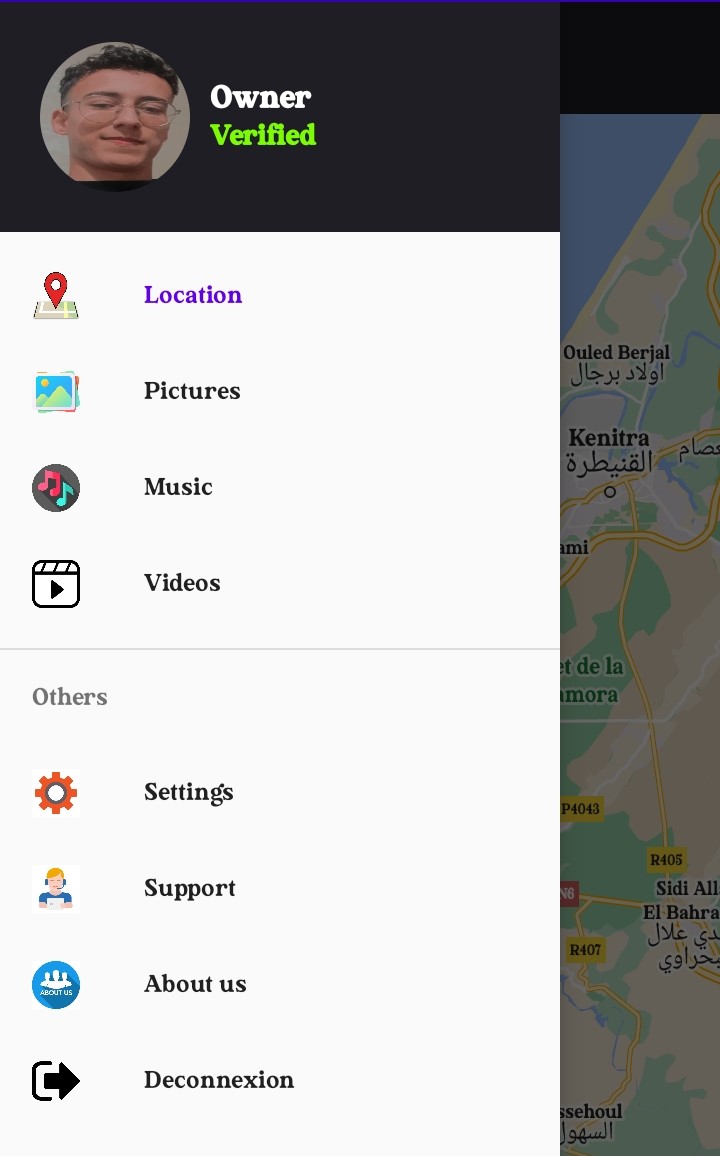 Owner
Verified
Location
Pictures
Music
Videos
Others
Settings
Support
ABOUT US
About us
Deconnexion
Ouled Berjal
اولاد برجال
Kenitra
القنيطرة
عصام
ami
et de la
amora
P4043
R405
N6
Sidi All
El Bahra
دي علال
بحراوي
R407
ssehoul
السهول